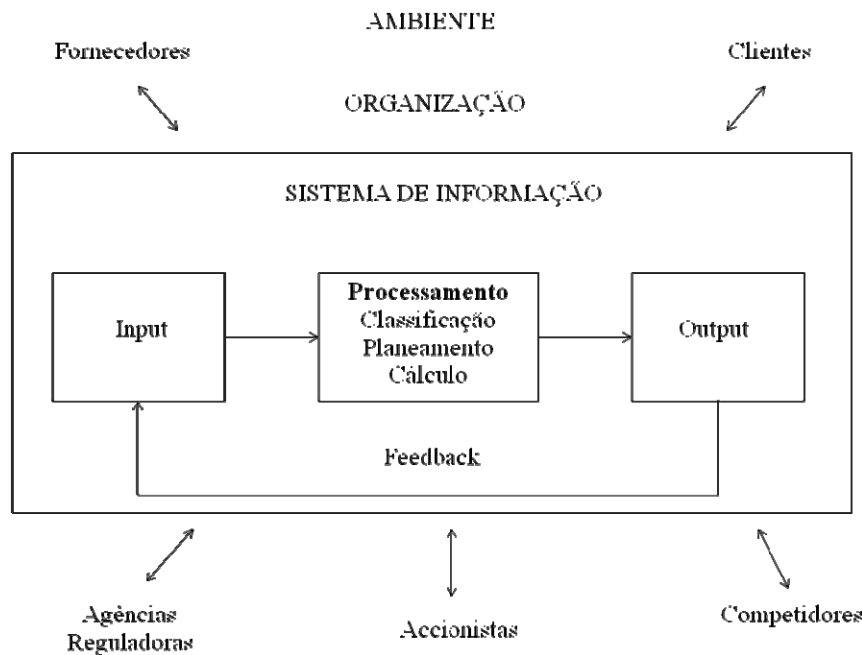 AMBIENTE
Fornecedores
Clientes
ORGANIZAÇÃO
SISTEMA DE INFORMAÇÃO
Input
Processamento
Classificação
Planeamento
Cálculo
Output
Feedback
Agências
Reguladoras
Accionistas
Competidores